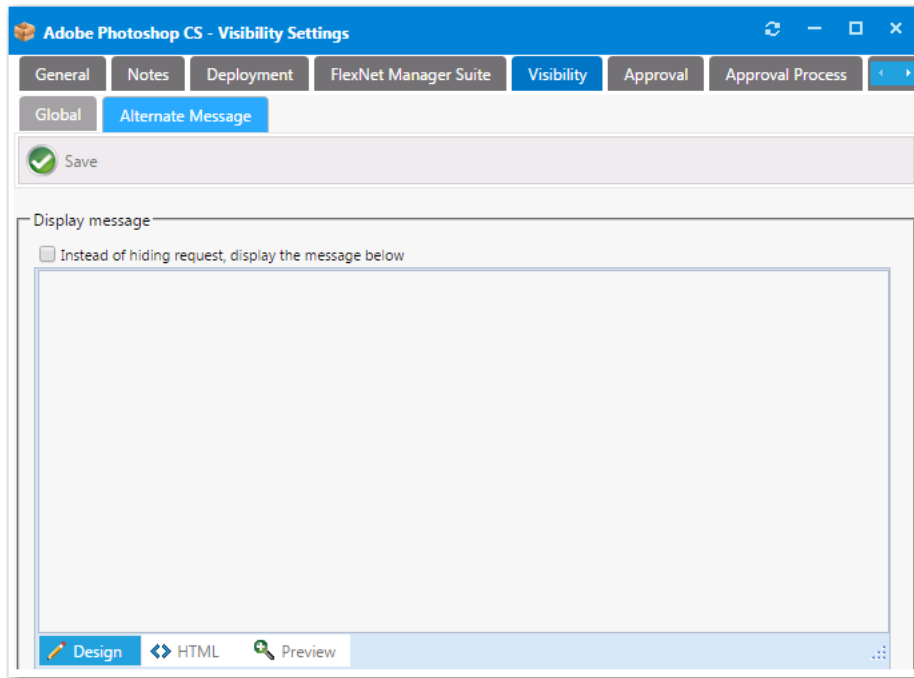 Adobe Photoshop CS - Visibility Settings
General Notes Deployment FlexNet Manager Suite Visibility Approval Approval Process
Global Alternate Message
Save
Display message
Instead of hiding request, display the message below
Design HTML Preview